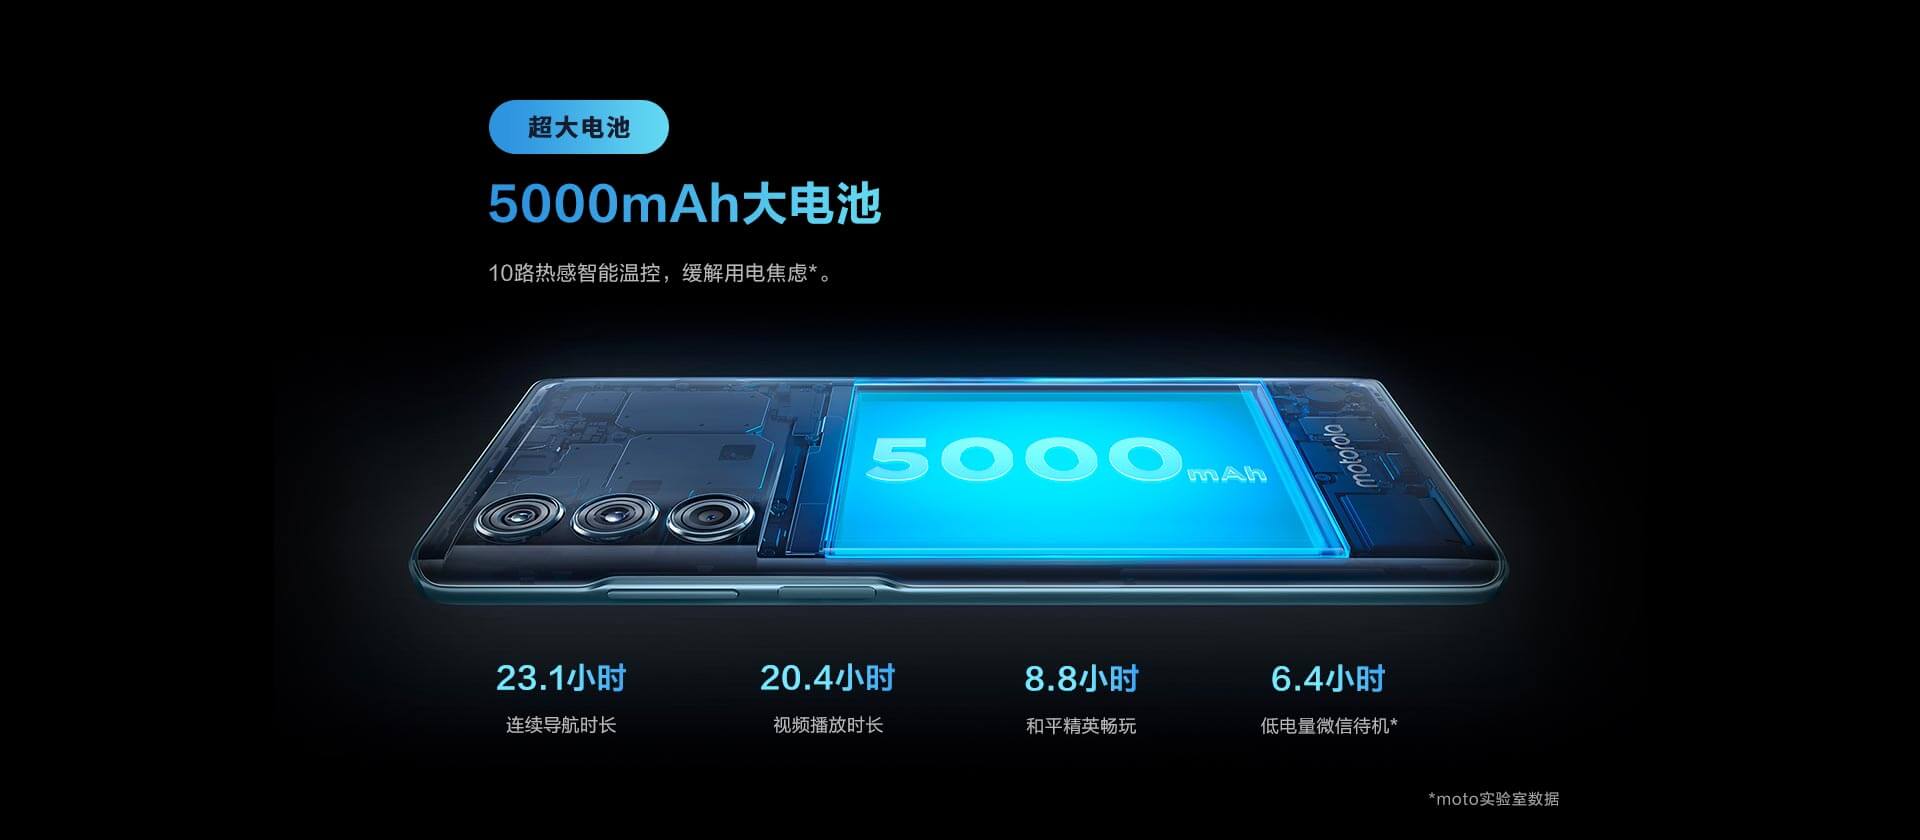 超大电池
5000mAh大电池
10路热感智能温控，缓解用电焦虑*。
5000mAh
motorola
23.1小时
20.4小时
8.8小时
6.4小时
连续导航时长
视频播放时长
和平精英畅玩
低电量微信待机*
*moto实验室数据